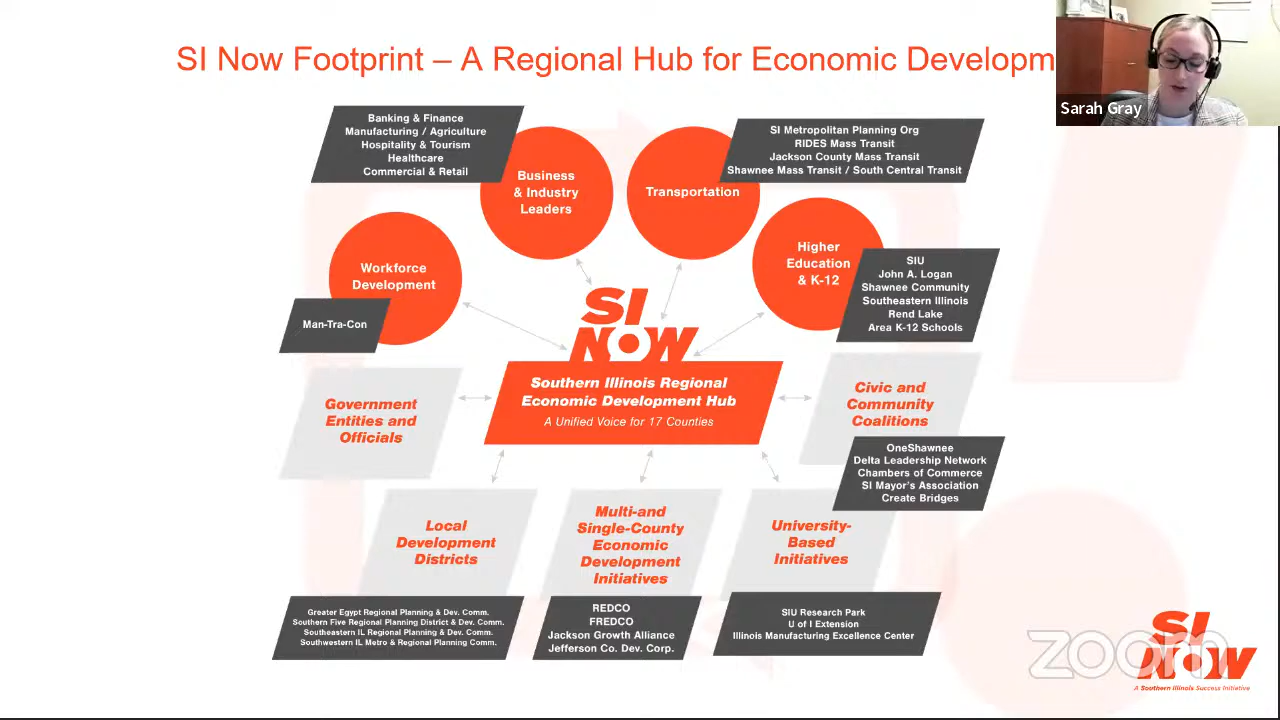 SI Now Footprint – A Regional Hub for Economic Developm
Sarah Gray
Banking & Finance
Manufacturing / Agriculture
Hospitality & Tourism
Healthcare
Commercial & Retail
Business
& Industry
Leaders
Transportation
SI Metropolitan Planning Org
RIDES Mass Transit
Jackson County Mass Transit
Shawnee Mass Transit / South Central Transit
Workforce
Development
Man-Tra-Con
Higher
Education
& K-12
SIU
John A. Logan
Shawnee Community
Southeastern Illinois
Rend Lake
Area K-12 Schools
SI
NOW
Southern Illinois Regional
Economic Development Hub
A Unified Voice for 17 Counties
Government
Entities and
Officials
Civic and
Community
Coalitions
OneShawnee
Delta Leadership Network
Chambers of Commerce
SI Mayor's Association
Create Bridges
Local
Development
Districts
Multi-and
Single-County
Economic
Development
Initiatives
University-
Based
Initiatives
Greater Egypt Regional Planning & Dev. Comm.
Southern Five Regional Planning District & Dev. Comm.
Southeastern IL Regional Planning & Dev. Comm.
Southwestern IL Metro & Regional Planning Comm.
REDCO
FREDCO
Jackson Growth Alliance
Jefferson Co. Dev. Corp.
SIU Research Park
U of I Extension
Illinois Manufacturing Excellence Center
zoom
SI
NOW
A Southern Illinois Success Initiative